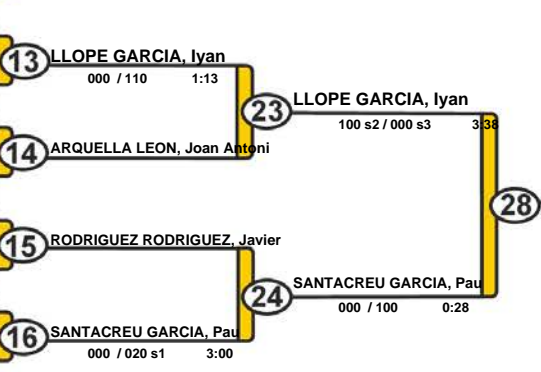 13 LLOPE GARCIA, Iyan
000 / 110 1:13
23 LLOPE GARCIA, Iyan
100 s2 / 000 s3 3:38
14 ARQUELLA LEON, Joan Antoni
28
15 RODRIGUEZ RODRIGUEZ, Javier
24 SANTACREU GARCIA, Pau
000 / 100 0:28
16 SANTACREU GARCIA, Pau
000 / 020 s1 3:00